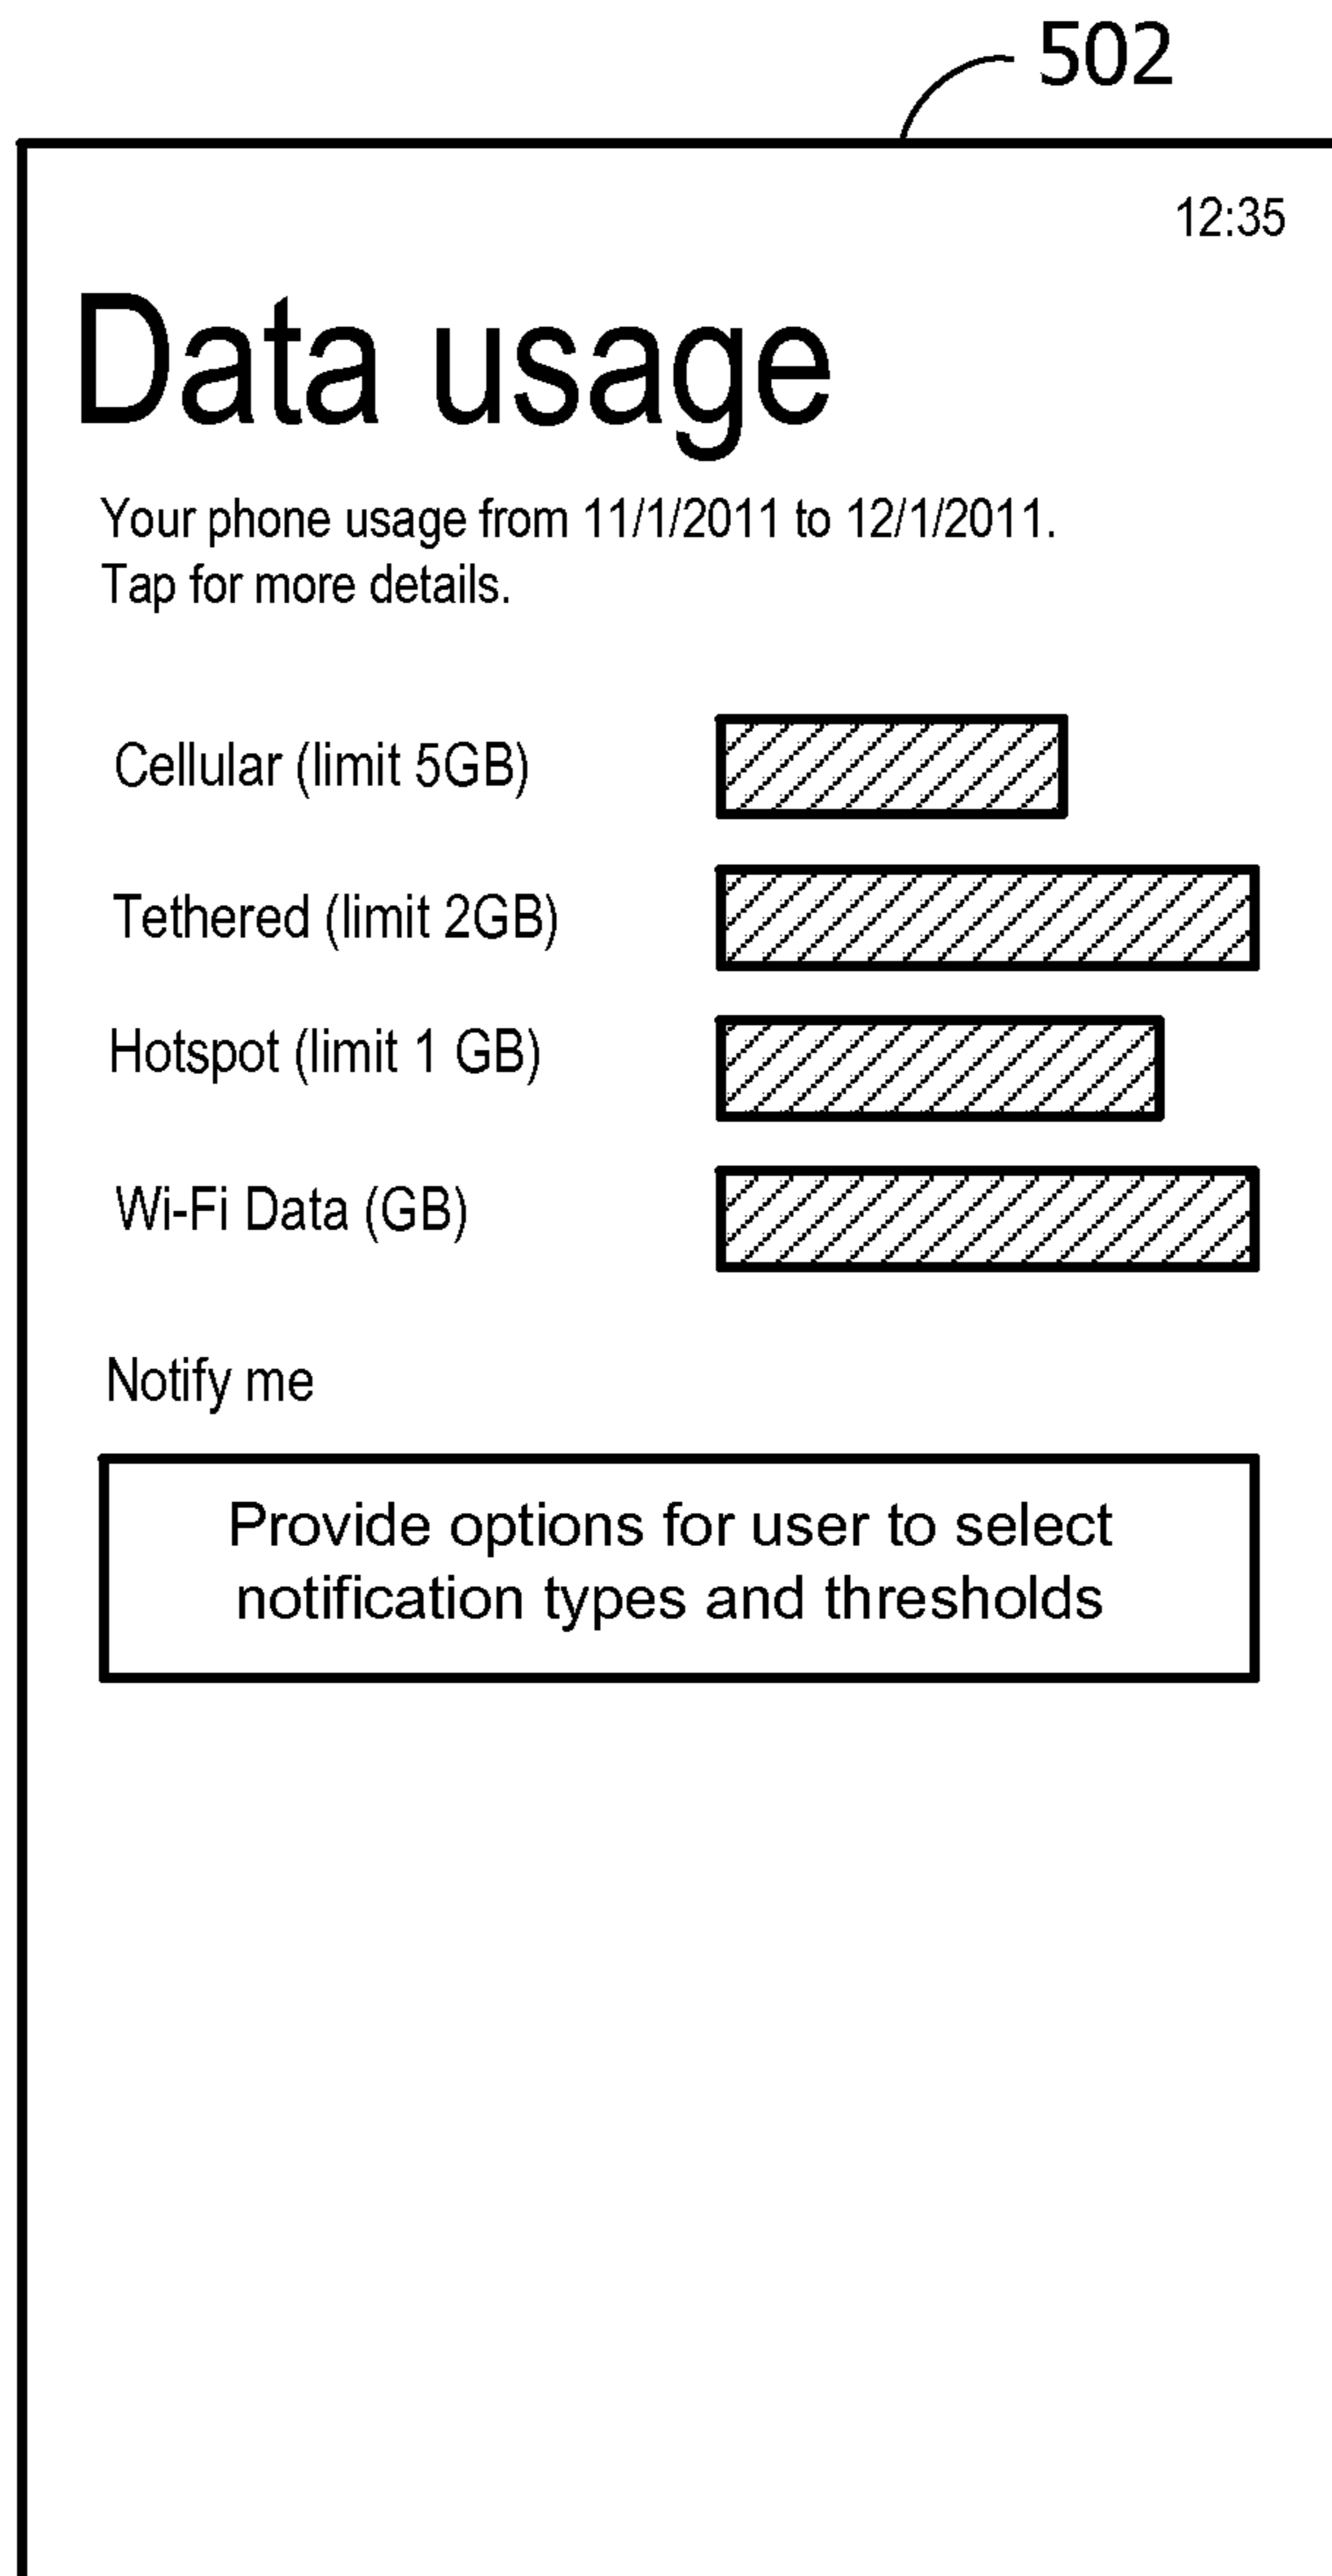 502
12:35
Data usage
Your phone usage from 11/1/2011 to 12/1/2011.
Tap for more details.
Cellular (limit 5GB)
Tethered (limit 2GB)
Hotspot (limit 1 GB)
Wi-Fi Data (GB)
Notify me
Provide options for user to select
notification types and thresholds